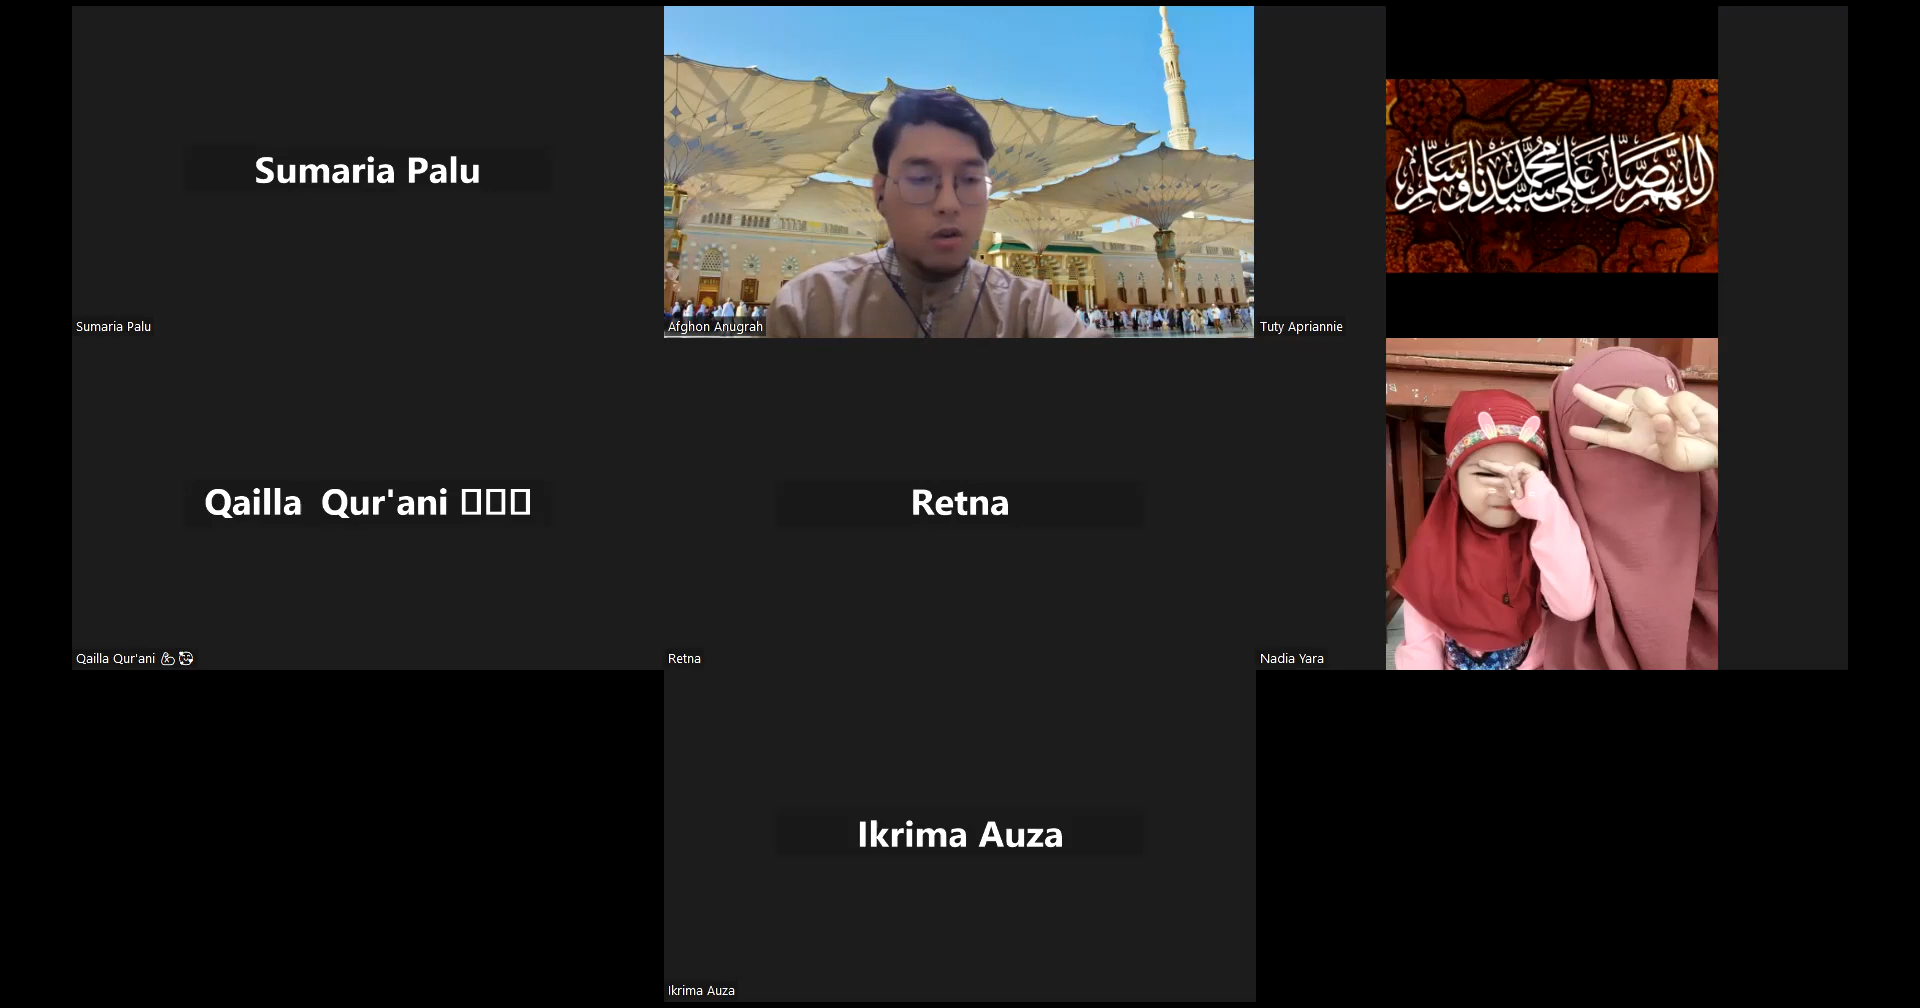 Sumaria Palu
Sumaria Palu
Afghon Anugrah
Tuty Apriannie
اللهم صل على سيدنا محمد وسلم
Qailla Qur'ani
Qailla Qur'ani
Retna
Retna
Nadia Yara
Ikrima Auza
Ikrima Auza